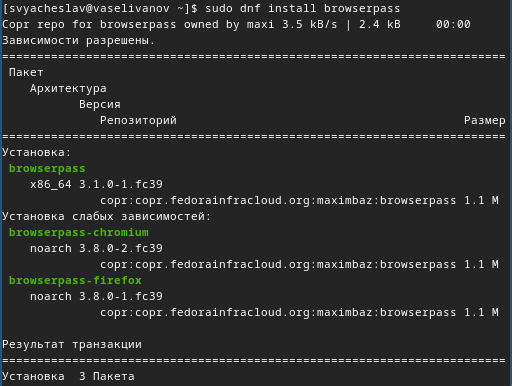 [svyacheslav@vaselivanov ~]$ sudo dnf install browserpass
Copr repo for browserpass owned by maxi 3.5 kB/s | 2.4 kB     00:00
Зависимости разрешены.
========================================================================
 Пакет
    Архитектура
           Версия
              Репозиторий                                         Размер
========================================================================
Установка:
 browserpass
    x86_64 3.1.0-1.fc39
              copr:copr.fedorainfracloud.org:maximbaz:browserpass 1.1 M
Установка слабых зависимостей:
 browserpass-chromium
    noarch 3.8.0-2.fc39
              copr:copr.fedorainfracloud.org:maximbaz:browserpass 1.1 M
 browserpass-firefox
    noarch 3.8.0-1.fc39
              copr:copr.fedorainfracloud.org:maximbaz:browserpass 1.1 M

Результат транзакции
========================================================================
Установка  3 Пакета